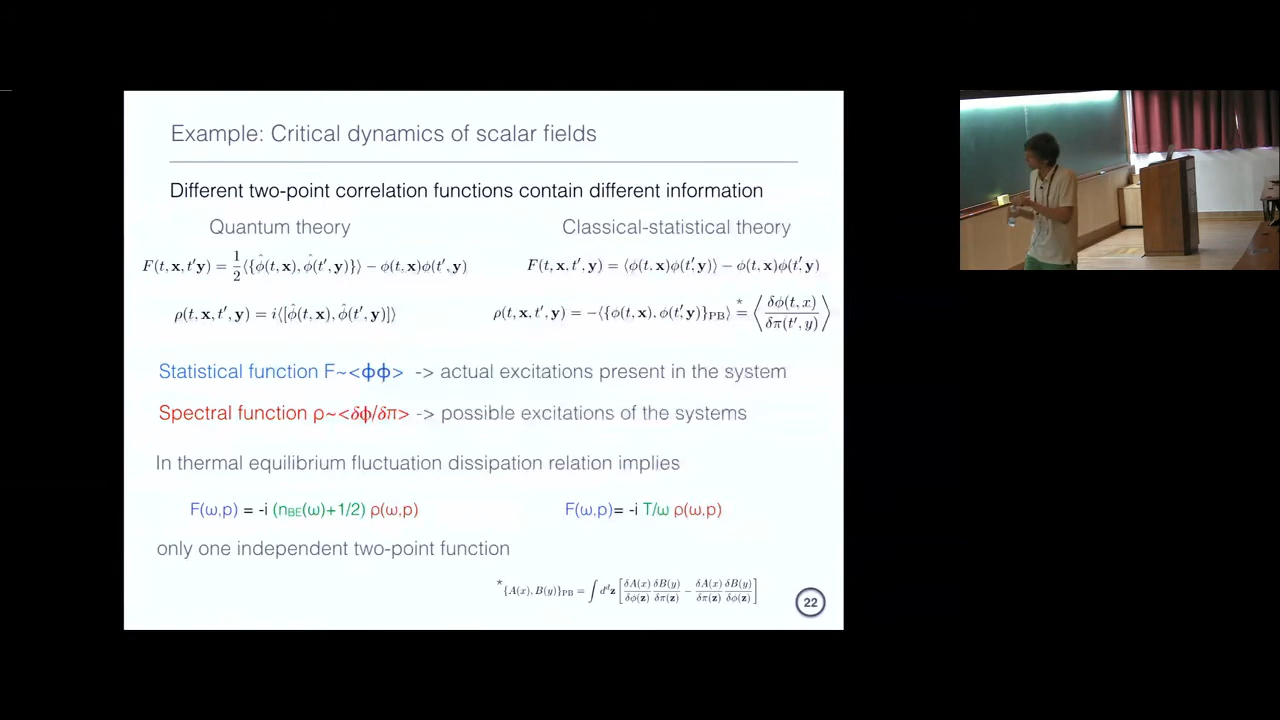 Example: Critical dynamics of scalar fields
Different two-point correlation functions contain different information
Quantum theory
Classical-statistical theory
F(t, x, t'y) = 1/2 ⟨{ϕ̂(t, x), ϕ̂(t', y)}⟩ − ϕ(t, x)ϕ(t', y)
F(t, x. t', y) = ⟨ϕ(t. x)ϕ(t'. y)⟩ − ϕ(t, x)ϕ(t'. y)
ρ(t, x, t', y) = i⟨[ϕ̂(t, x), ϕ̂(t', y)]⟩
ρ(t, x, t', y) = −⟨{ϕ(t, x), ϕ(t'. y)}PB⟩ *= ⟨δϕ(t, x)/δπ(t', y)⟩
Statistical function F~<ϕϕ> -> actual excitations present in the system
Spectral function ρ~<δϕ/δπ> -> possible excitations of the systems
In thermal equilibrium fluctuation dissipation relation implies
F(ω,p) = -i (nBE(ω)+1/2) ρ(ω,p)
F(ω,p)= -i T/ω ρ(ω,p)
only one independent two-point function
*{A(x), B(y)}PB = ∫ d^d z [δA(x)/δϕ(z) δB(y)/δπ(z) − δA(x)/δπ(z) δB(y)/δϕ(z)]
22